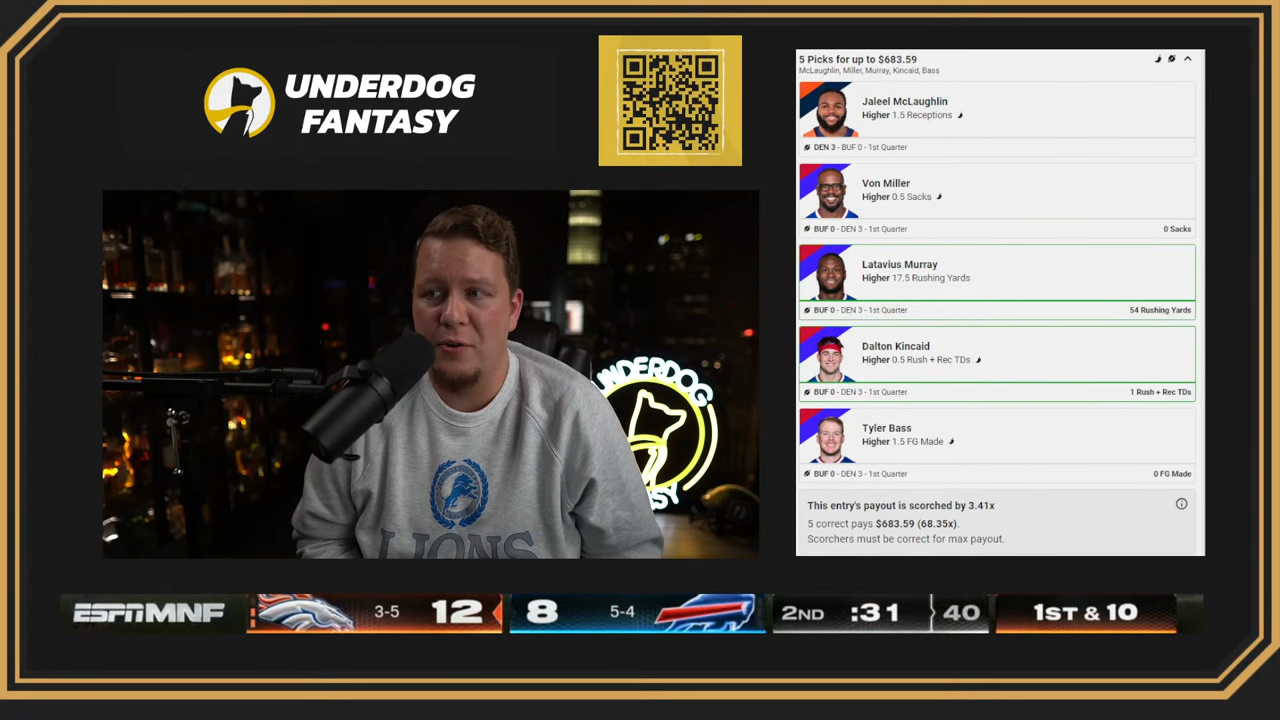 UNDERDOG
FANTASY
5 Picks for up to $683.59
McLaughlin, Miller, Murray, Kincaid, Bass
Jaleel McLaughlin
Higher 1.5 Receptions
DEN 3 - BUF 0 - 1st Quarter
Von Miller
Higher 0.5 Sacks
BUF 0 - DEN 3 - 1st Quarter
0 Sacks
Latavius Murray
Higher 17.5 Rushing Yards
BUF 0 - DEN 3 - 1st Quarter
54 Rushing Yards
Dalton Kincaid
Higher 0.5 Rush + Rec TDs
BUF 0 - DEN 3 - 1st Quarter
1 Rush + Rec TDs
Tyler Bass
Higher 1.5 FG Made
BUF 0 - DEN 3 - 1st Quarter
0 FG Made
This entry's payout is scorched by 3.41x
5 correct pays $683.59 (68.35x).
Scorchers must be correct for max payout.
UNDERDOG
LIONS
ESPN MNF
3-5
12
8
5-4
2ND
:31
40
1ST & 10